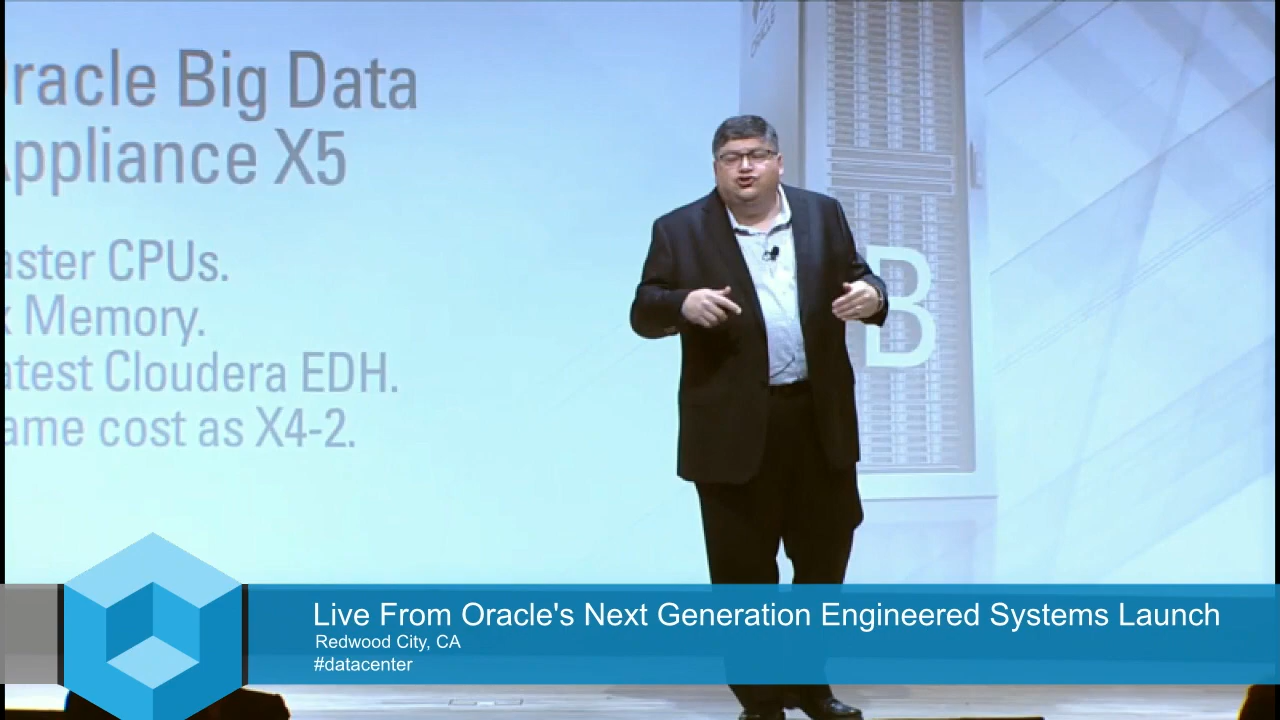 racle Big Data
ppliance X5
aster CPUs.
Memory.
atest Cloudera EDH.
ame cost as X4-2.
ORACLE
B
Live From Oracle's Next Generation Engineered Systems Launch
Redwood City, CA
#datacenter